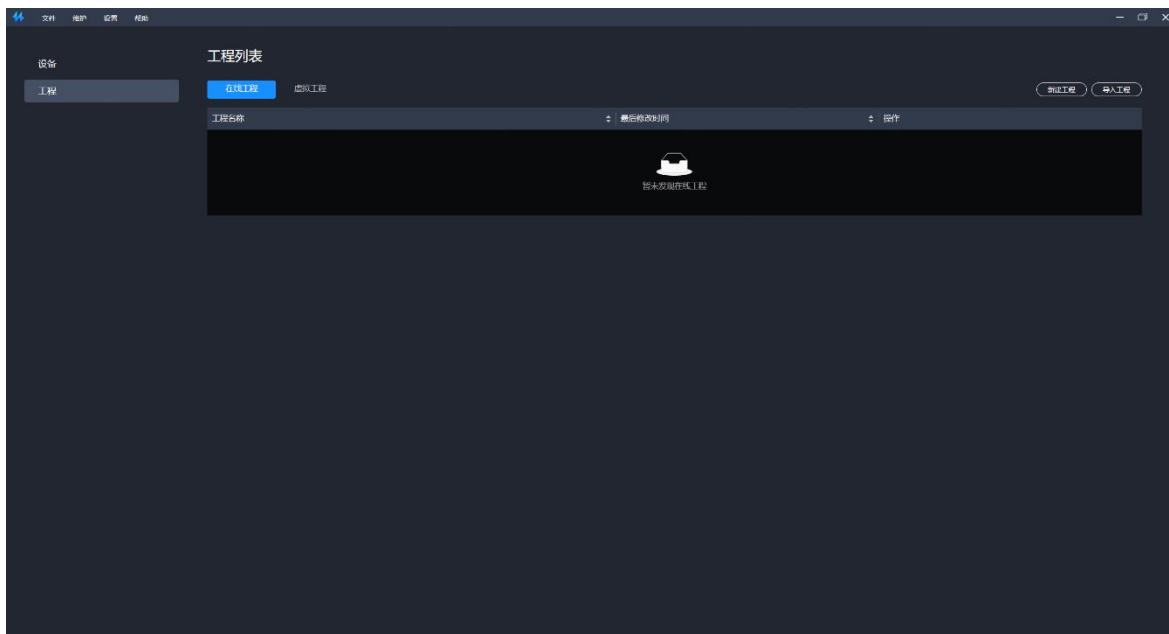 文件 维护 设置 帮助
设备
工程
工程列表
在线工程 虚拟工程
新建工程 导入工程
工程名称 最后修改时间 操作
暂未发现在线工程